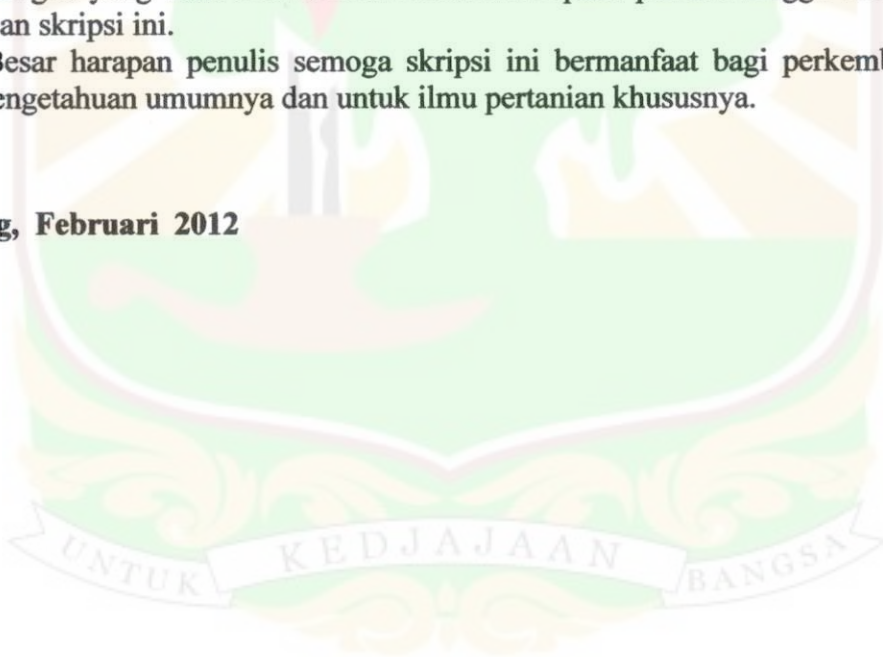 an skripsi ini.
Besar harapan penulis semoga skripsi ini bermanfaat bagi
engetahuan umumnya dan untuk ilmu pertanian khususnya.
g, Februari 2012
UNTUK KEDJAJAAN BANGSA